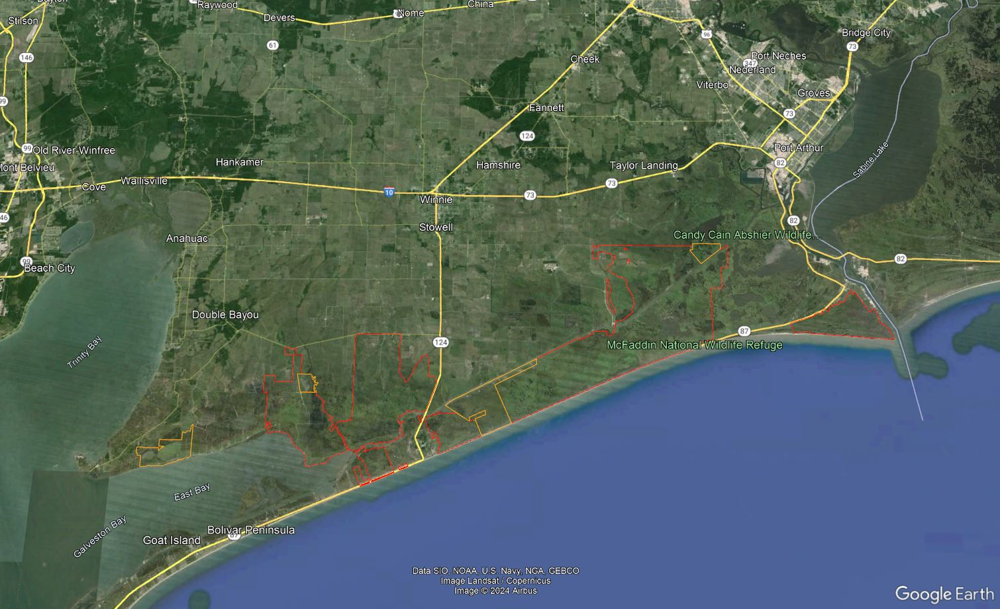 Dayton
Raywood
China
Devers
Nome
Stilson
Bridge City
96
61
73
146
Port Neches
347
Cheek
Nederland
Viterbo
Groves
99
Fannett
73
124
99
Old River-Winfree
Port Arthur
Hankamer
82
Sabine Lake
Mont Belvieu
Hamshire
Taylor Landing
Wallisville
73
Cove
10
73
Winnie
46
82
Stowell
Candy Cain Abshier Wildlife...
Anahuac
82
99
Beach City
Double Bayou
87
124
McFaddin National Wildlife Refuge
Trinity Bay
East Bay
Galveston Bay
Bolivar Peninsula
87
Goat Island
Data SIO, NOAA, U.S. Navy, NGA, GEBCO
Image Landsat / Copernicus
Image © 2024 Airbus
Google Earth